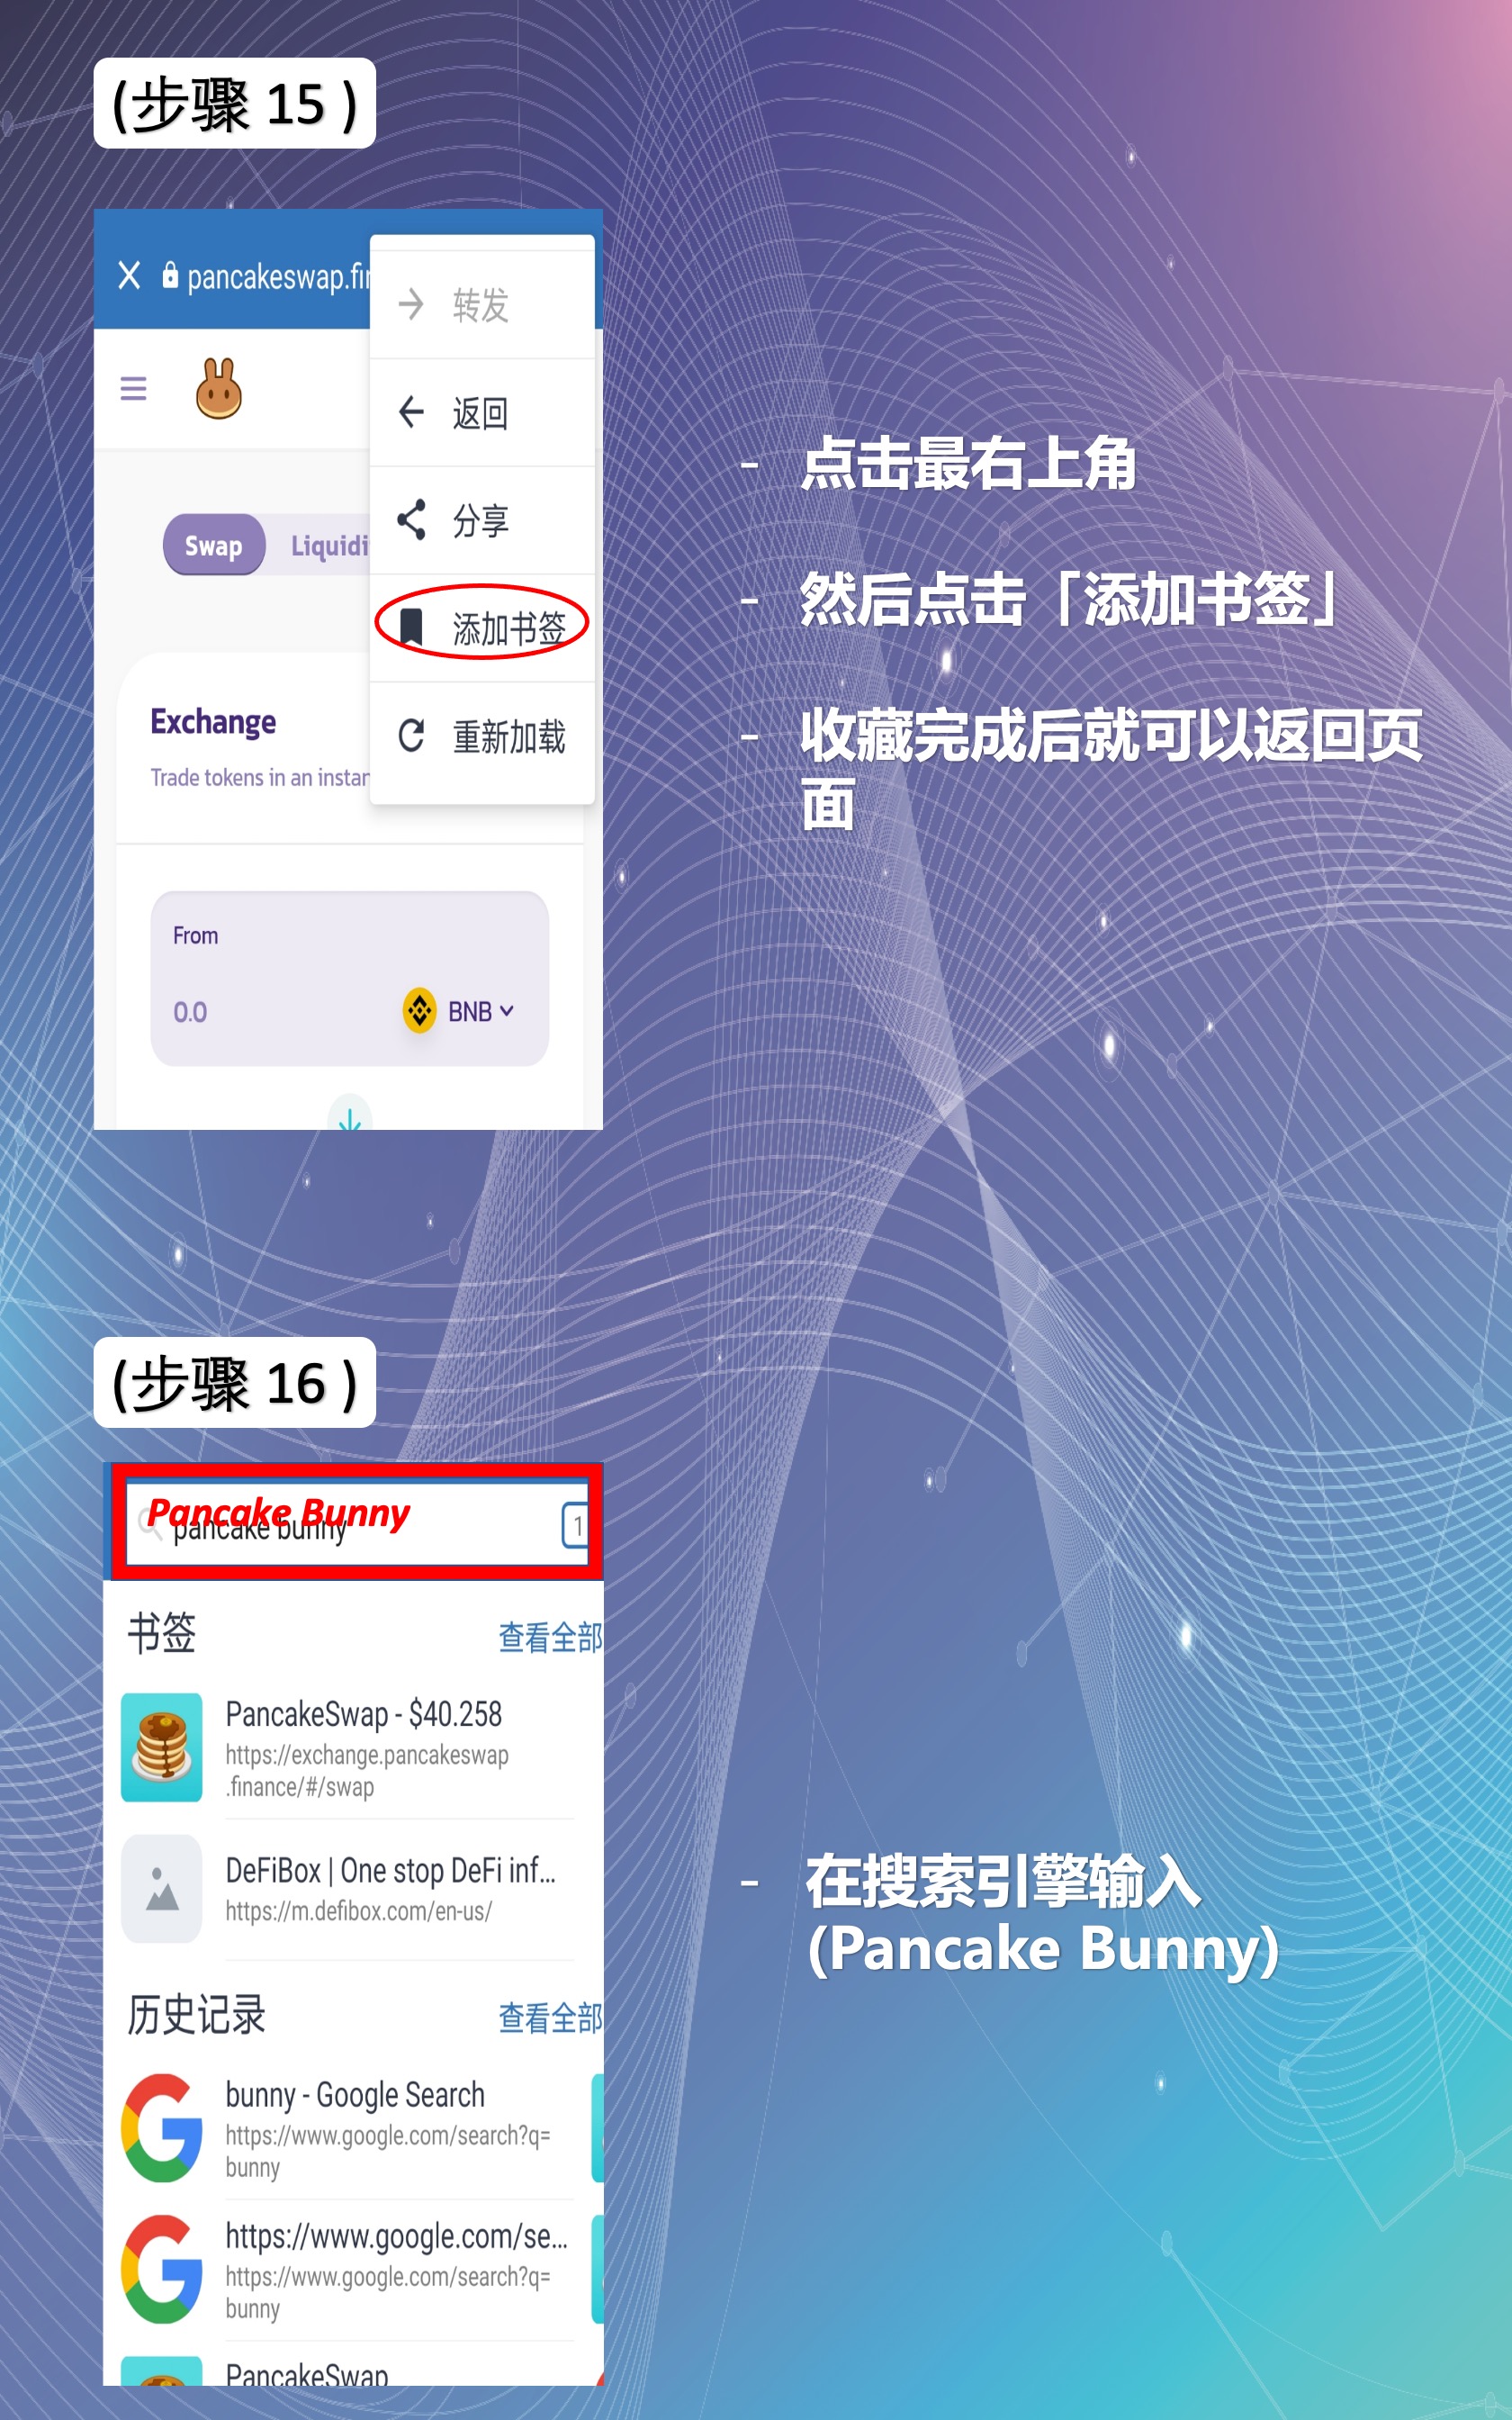 (步骤 15 )
pancakeswap.fin
转发
返回
分享
添加书签
重新加载
Swap
Liquidi
Exchange
Trade tokens in an instan
From
0.0
BNB
- 点击最右上角
- 然后点击「添加书签」
- 收藏完成后就可以返回页
面
(步骤 16 )
Pancake Bunny
pancake bunny
1
书签
查看全部
PancakeSwap - $40.258
https://exchange.pancakeswap
.finance/#/swap
DeFiBox | One stop DeFi inf...
https://m.defibox.com/en-us/
历史记录
查看全部
bunny - Google Search
https://www.google.com/search?q=
bunny
https://www.google.com/se...
https://www.google.com/search?q=
bunny
PancakeSwap
- 在搜索引擎输入
(Pancake Bunny)